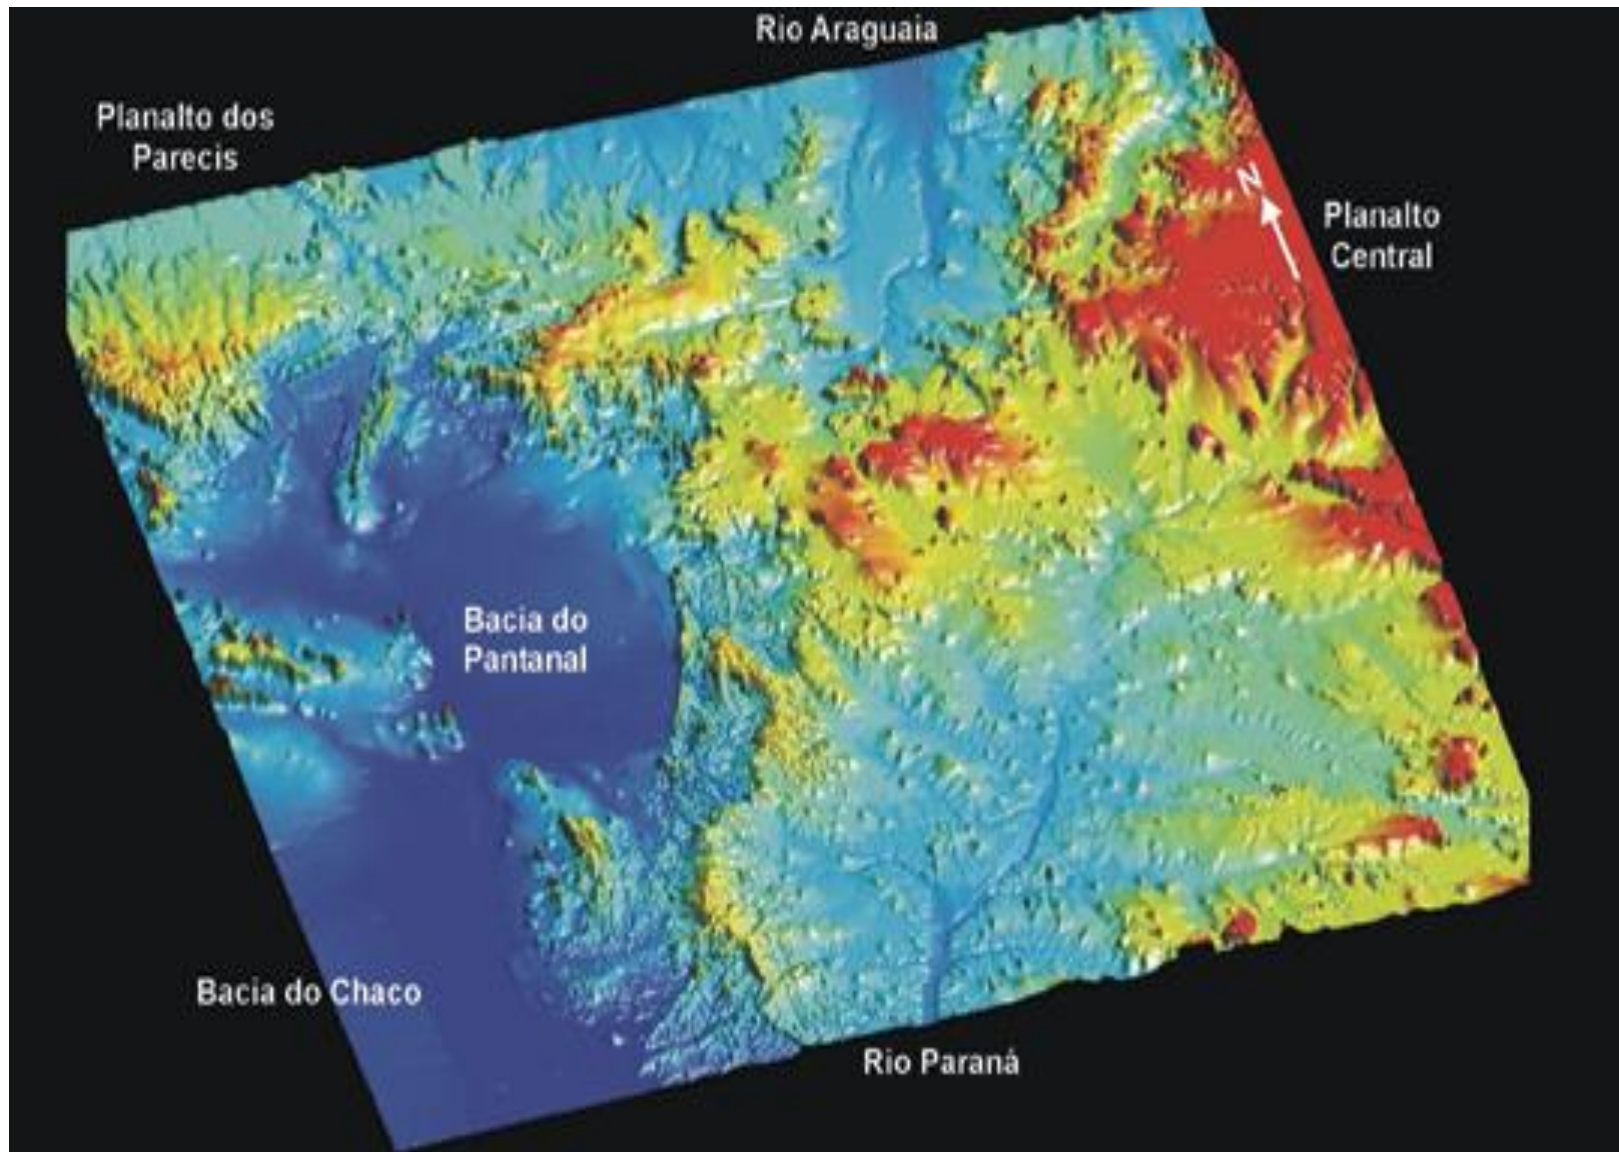 Rio Araguaia
Planalto dos
Parecis
N
Planalto
Central
Bacia do
Pantanal
Bacia do Chaco
Rio Paraná